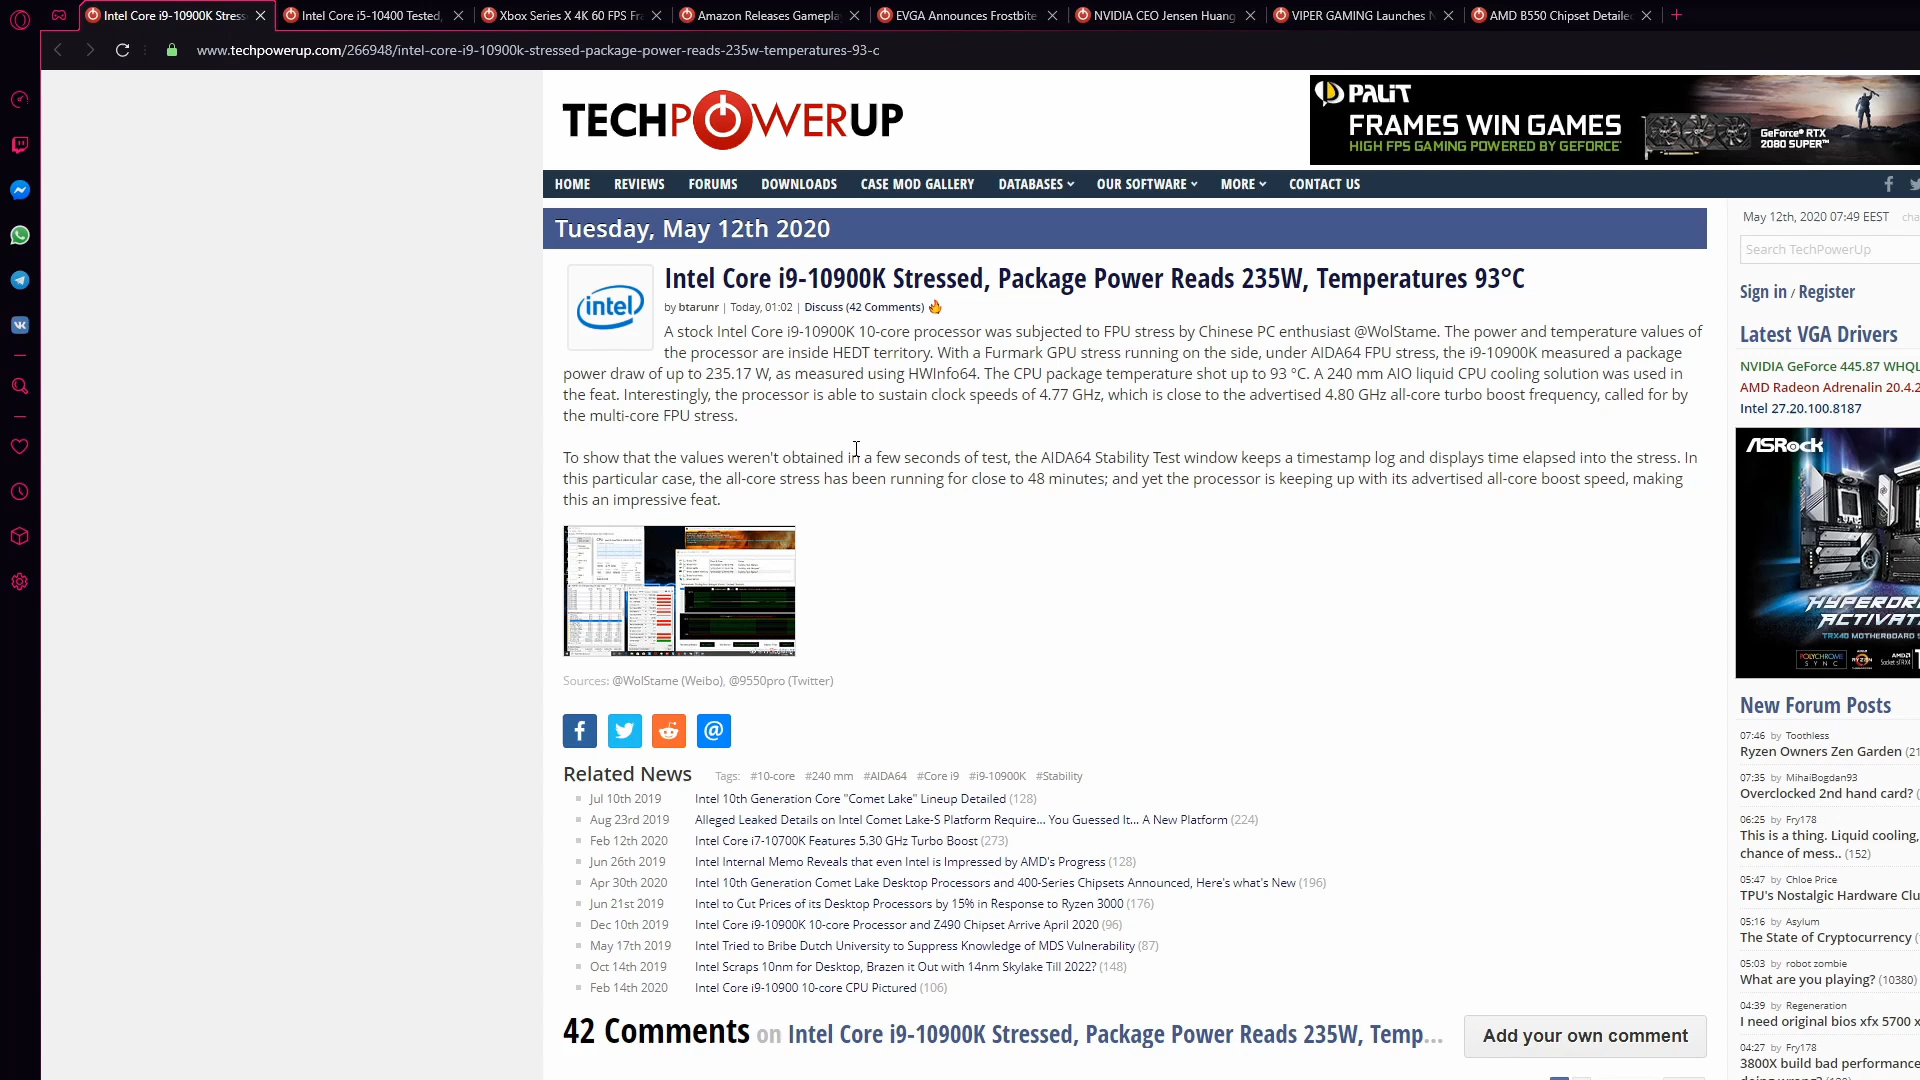 Intel Core i9-10900K Stress
Intel Core i5-10400 Tested,
Xbox Series X 4K 60 FPS Fr
Amazon Releases Gamepla
EVGA Announces Frostbite
NVIDIA CEO Jensen Huang
VIPER GAMING Launches
AMD B550 Chipset Detaile
www.techpowerup.com/266948/intel-core-i9-10900k-stressed-package-power-reads-235w-temperatures-93-c
TECHPOWERUP
PALIT
FRAMES WIN GAMES
HIGH FPS GAMING POWERED BY GEFORCE
GeForce® RTX
2080 SUPER™
HOME REVIEWS FORUMS DOWNLOADS CASE MOD GALLERY DATABASES OUR SOFTWARE MORE CONTACT US
Tuesday, May 12th 2020
intel
Intel Core i9-10900K Stressed, Package Power Reads 235W, Temperatures 93°C
by btarunr | Today, 01:02 | Discuss (42 Comments)
A stock Intel Core i9-10900K 10-core processor was subjected to FPU stress by Chinese PC enthusiast @WolStame. The power and temperature values of
the processor are inside HEDT territory. With a Furmark GPU stress running on the side, under AIDA64 FPU stress, the i9-10900K measured a package
power draw of up to 235.17 W, as measured using HWInfo64. The CPU package temperature shot up to 93 °C. A 240 mm AIO liquid CPU cooling solution was used in
the feat. Interestingly, the processor is able to sustain clock speeds of 4.77 GHz, which is close to the advertised 4.80 GHz all-core turbo boost frequency, called for by
the multi-core FPU stress.
To show that the values weren't obtained in a few seconds of test, the AIDA64 Stability Test window keeps a timestamp log and displays time elapsed into the stress. In
this particular case, the all-core stress has been running for close to 48 minutes; and yet the processor is keeping up with its advertised all-core boost speed, making
this an impressive feat.
Sources: @WolStame (Weibo), @9550pro (Twitter)
Related News Tags: #10-core #240 mm #AIDA64 #Core i9 #i9-10900K #Stability
Jul 10th 2019 Intel 10th Generation Core "Comet Lake" Lineup Detailed (128)
Aug 23rd 2019 Alleged Leaked Details on Intel Comet Lake-S Platform Require... You Guessed It... A New Platform (224)
Feb 12th 2020 Intel Core i7-10700K Features 5.30 GHz Turbo Boost (273)
Jun 26th 2019 Intel Internal Memo Reveals that even Intel is Impressed by AMD's Progress (128)
Apr 30th 2020 Intel 10th Generation Comet Lake Desktop Processors and 400-Series Chipsets Announced, Here's what's New (196)
Jun 21st 2019 Intel to Cut Prices of its Desktop Processors by 15% in Response to Ryzen 3000 (176)
Dec 10th 2019 Intel Core i9-10900K 10-core Processor and Z490 Chipset Arrive April 2020 (96)
May 17th 2019 Intel Tried to Bribe Dutch University to Suppress Knowledge of MDS Vulnerability (87)
Oct 14th 2019 Intel Scraps 10nm for Desktop, Brazen it Out with 14nm Skylake Till 2022? (148)
Feb 14th 2020 Intel Core i9-10900 10-core CPU Pictured (106)
42 Comments on Intel Core i9-10900K Stressed, Package Power Reads 235W, Temp...
Add your own comment
May 12th, 2020 07:49 EEST cha
Search TechPowerUp
Sign in / Register
Latest VGA Drivers
NVIDIA GeForce 445.87 WHQL
AMD Radeon Adrenalin 20.4.2
Intel 27.20.100.8187
ASRock
HYPERDR
ACTIVAT
TRX40 MOTHERBOARD S
POLYCHROME
SYNC
AMD
Socket sTRX4
New Forum Posts
07:46 by Toothless
Ryzen Owners Zen Garden (21
07:35 by MihaiBogdan93
Overclocked 2nd hand card? (
06:25 by Fry178
This is a thing. Liquid cooling,
chance of mess.. (152)
05:47 by Chloe Price
TPU's Nostalgic Hardware Clu
05:16 by Asylum
The State of Cryptocurrency (
05:03 by robot zombie
What are you playing? (10380)
04:39 by Regeneration
I need original bios xfx 5700 x
04:27 by Fry178
3800X build bad performance